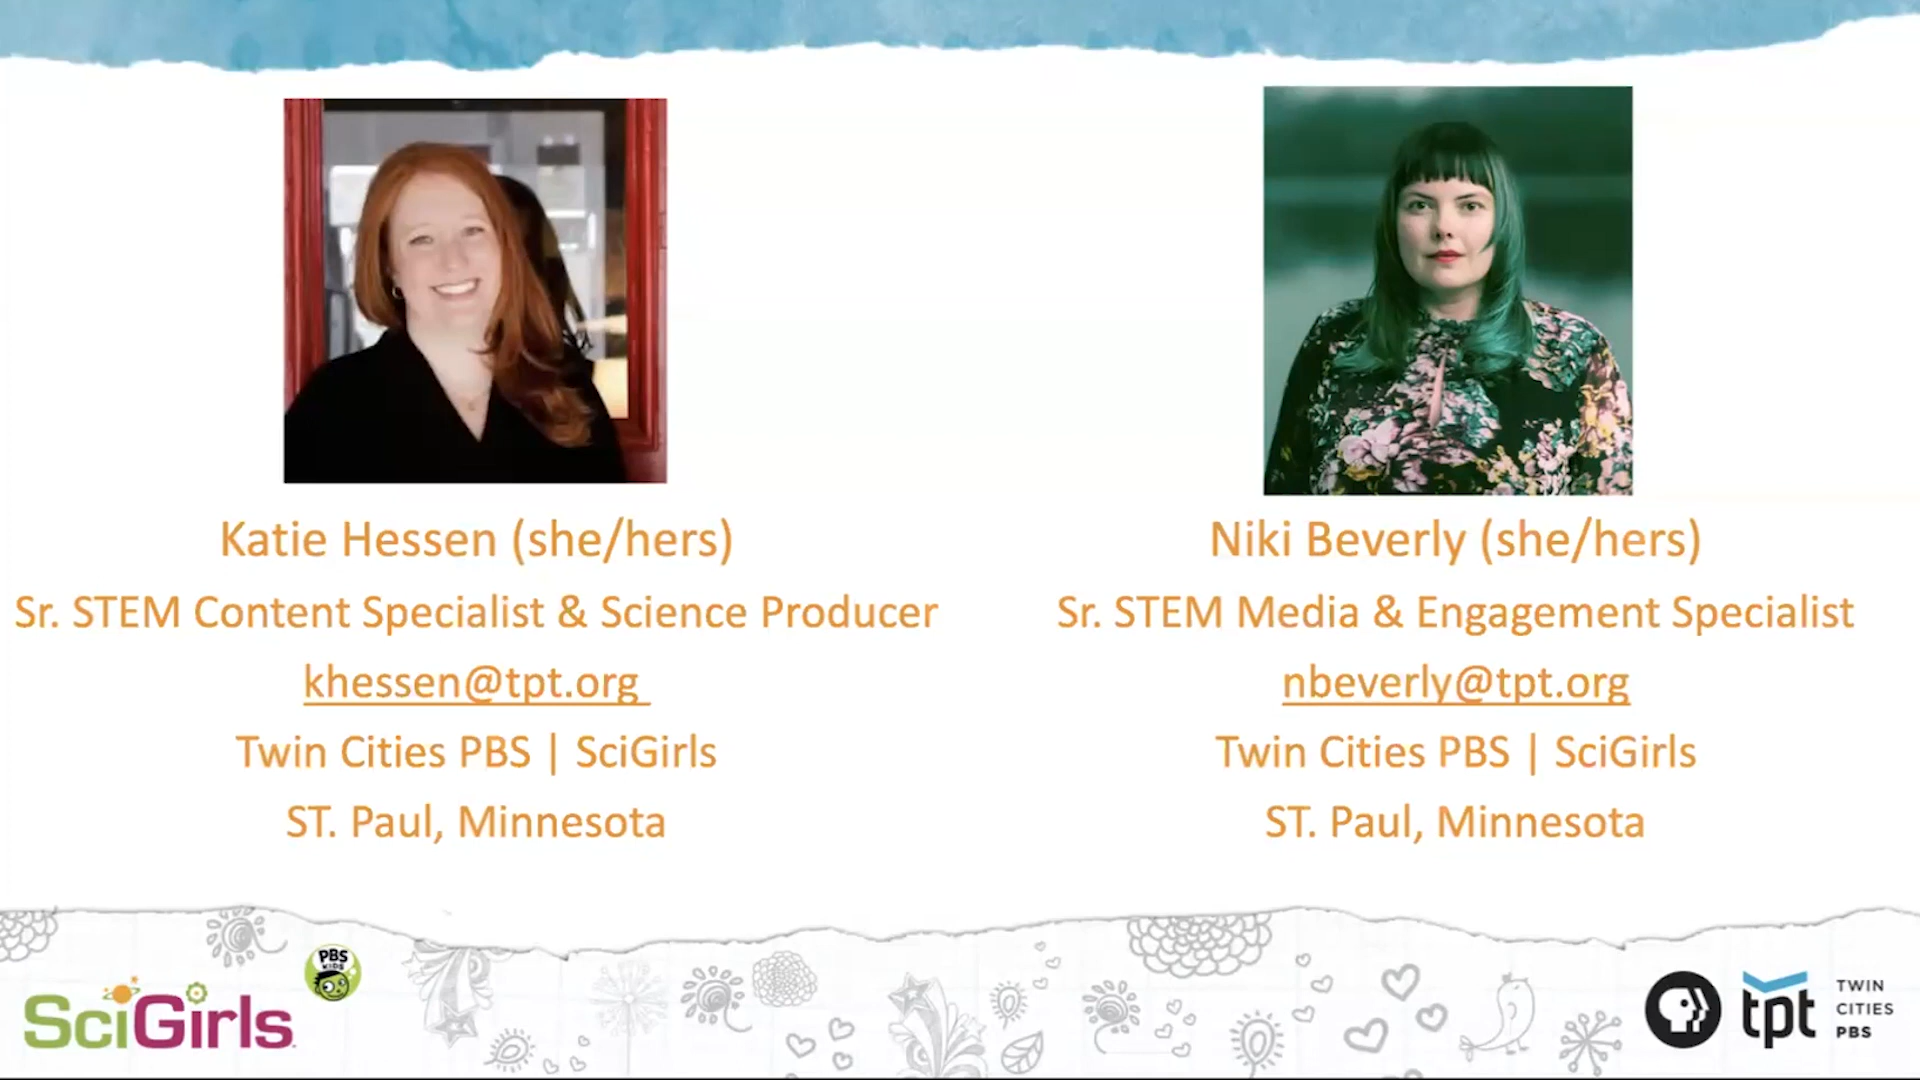 Katie Hessen (she/hers)
Sr. STEM Content Specialist & Science Producer
khessen@tpt.org
Twin Cities PBS | SciGirls
ST. Paul, Minnesota
Niki Beverly (she/hers)
Sr. STEM Media & Engagement Specialist
nbeverly@tpt.org
Twin Cities PBS | SciGirls
ST. Paul, Minnesota
SciGirls
PBS
KIDS
tpt
TWIN
CITIES
PBS